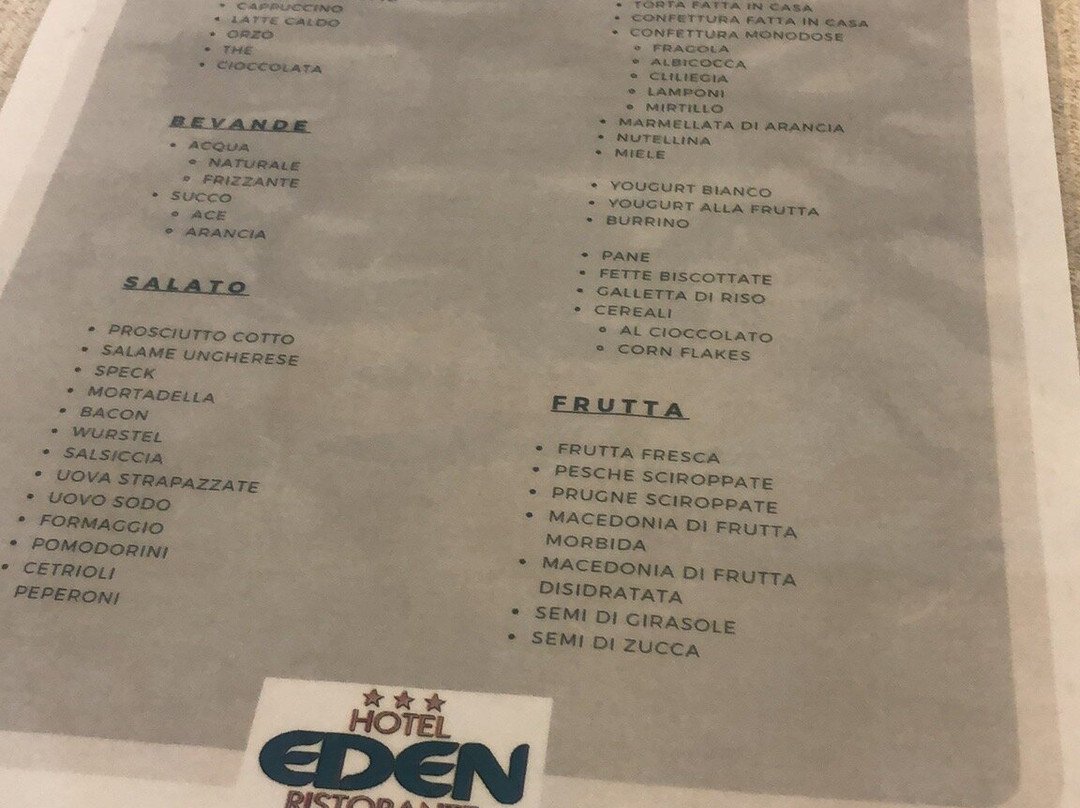 CAPPUCCINO
LATTE CALDO
ORZO
THE
CIOCCOLATA
BEVANDE
ACQUA
NATURALE
FRIZZANTE
SUCCO
ACE
ARANCIA
SALATO
PROSCIUTTO COTTO
SALAME UNGHERESE
SPECK
MORTADELLA
BACON
WURSTEL
SALSICCIA
UOVA STRAPAZZATE
UOVO SODO
FORMAGGIO
POMODORINI
CETRIOLI
PEPERONI
TORTA FATTA IN CASA
CONFETTURA FATTA IN CASA
CONFETTURA MONODOSE
FRAGOLA
ALBICOCCA
CLILIEGIA
LAMPONI
MIRTILLO
MARMELLATA DI ARANCIA
NUTELLINA
MIELE
YOUGURT BIANCO
YOUGURT ALLA FRUTTA
BURRINO
PANE
FETTE BISCOTTATE
GALLETTA DI RISO
CEREALI
AL CIOCCOLATO
CORN FLAKES
FRUTTA
FRUTTA FRESCA
PESCHE SCIROPPATE
PRUGNE SCIROPPATE
MACEDONIA DI FRUTTA
MORBIDA
MACEDONIA DI FRUTTA
DISIDRATATA
SEMI DI GIRASOLE
SEMI DI ZUCCA
HOTEL
EDEN
RISTORANTE